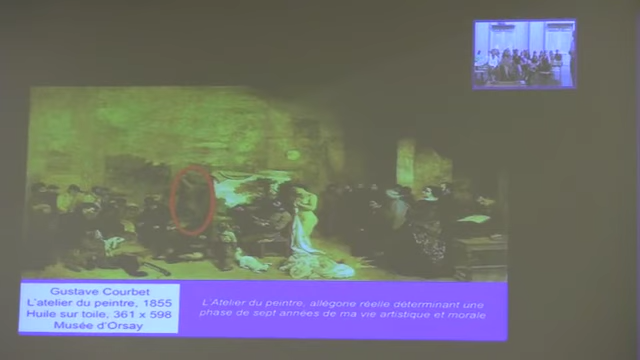 Gustave Courbet
L'atelier du peintre, 1855
Huile sur toile, 361 x 598
Musée d'Orsay
L'Atelier du peintre, allégorie réelle déterminant une
phase de sept années de ma vie artistique et morale